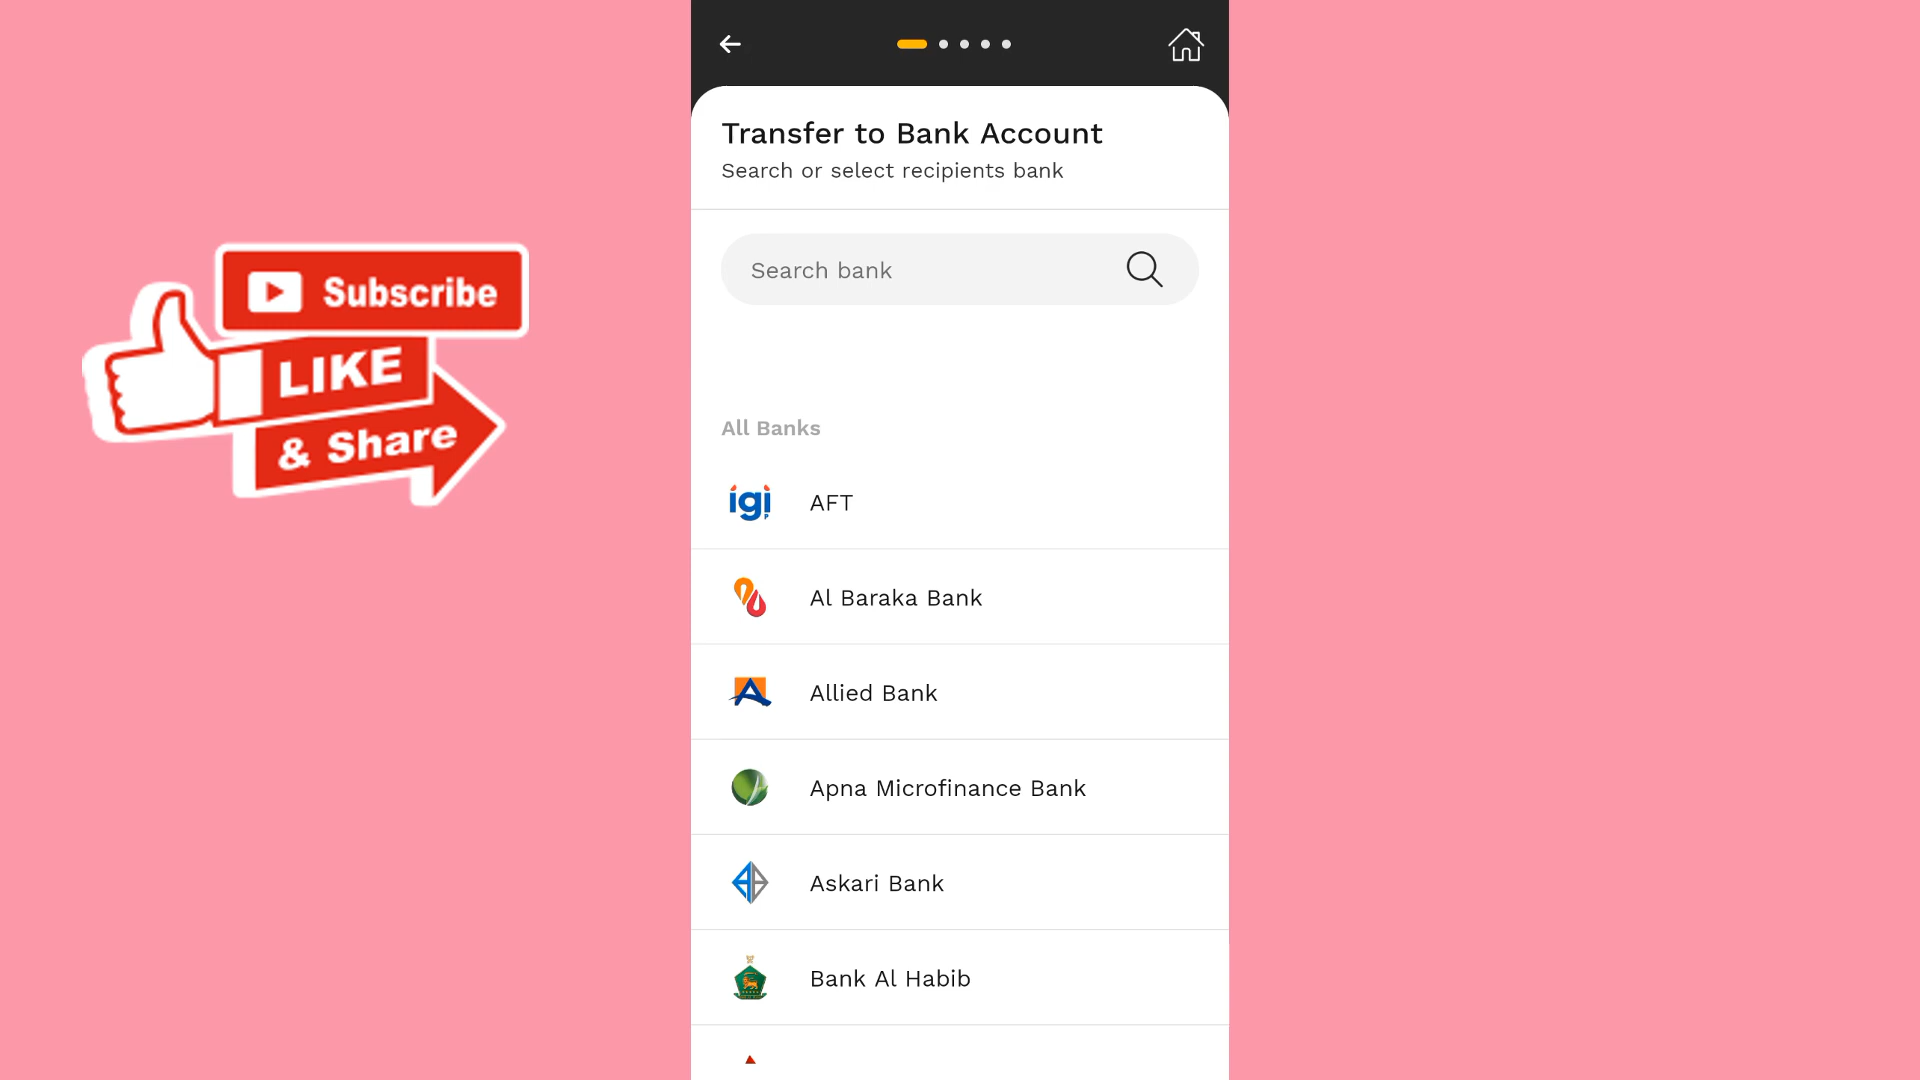 Subscribe
LIKE
& Share
Transfer to Bank Account
Search or select recipients bank
Search bank
All Banks
igi
P
AFT
Al Baraka Bank
Allied Bank
Apna Microfinance Bank
Askari Bank
Bank Al Habib